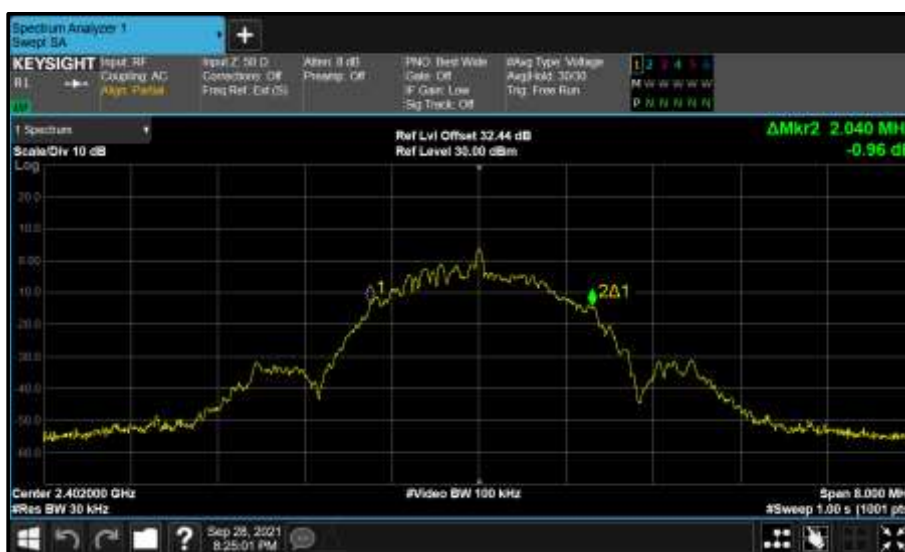 Spectrum Analyzer 1
Swept SA
KEYSIGHT Input: RF
R L Coupling: AC
Align: Partial
Input Z: 50 Ω
Corrections: Off
Freq Ref: Ext (S)
Atten: 8 dB
Preamp: Off
PNO: Best Wide
Gate: Off
IF Gain: Low
Sig Track: Off
#Avg Type: Voltage
Avg|Hold: 30/30
Trig: Free Run
1 2 3 4 5 6
M W W W W W
P N N N N N
1 Spectrum
Scale/Div 10 dB
Log
Ref Lvl Offset 32.44 dB
Ref Level 30.00 dBm
ΔMkr2 2.040 MH
-0.96 d
20.0
10.0
0.00
-10.0
-20.0
-30.0
-40.0
-50.0
-60.0
1
2Δ1
Center 2.402000 GHz
#Res BW 30 kHz
#Video BW 100 kHz
Span 8.000 MH
#Sweep 1.00 s (1001 pts
?
Sep 28, 2021
8:25:01 PM